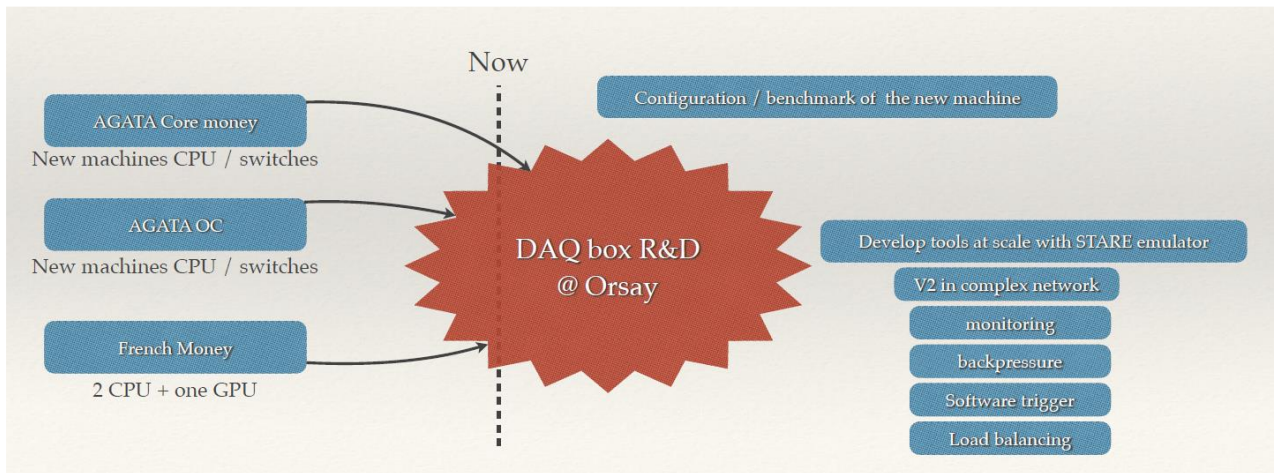 Now
Configuration / benchmark of the new machine
AGATA Core money
New machines CPU / switches
AGATA OC
New machines CPU / switches
French Money
2 CPU + one GPU
DAQ box R&D
@ Orsay
Develop tools at scale with STARE emulator
V2 in complex network
monitoring
backpressure
Software trigger
Load balancing